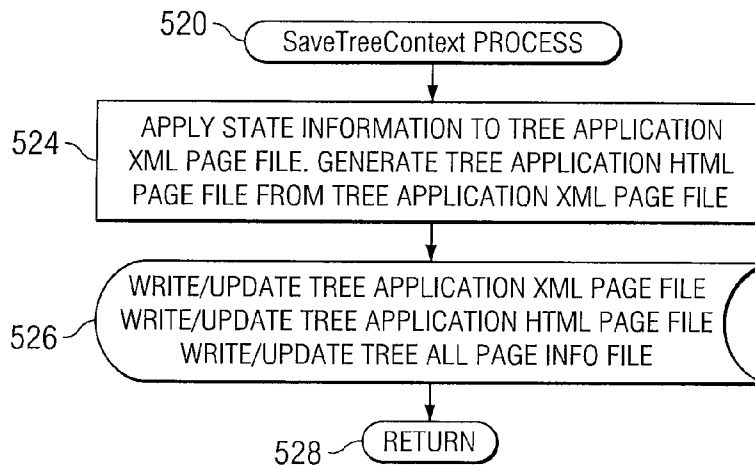 520
SaveTreeContext PROCESS
524
APPLY STATE INFORMATION TO TREE APPLICATION
XML PAGE FILE. GENERATE TREE APPLICATION HTML
PAGE FILE FROM TREE APPLICATION XML PAGE FILE
526
WRITE/UPDATE TREE APPLICATION XML PAGE FILE
WRITE/UPDATE TREE APPLICATION HTML PAGE FILE
WRITE/UPDATE TREE ALL PAGE INFO FILE
528
RETURN